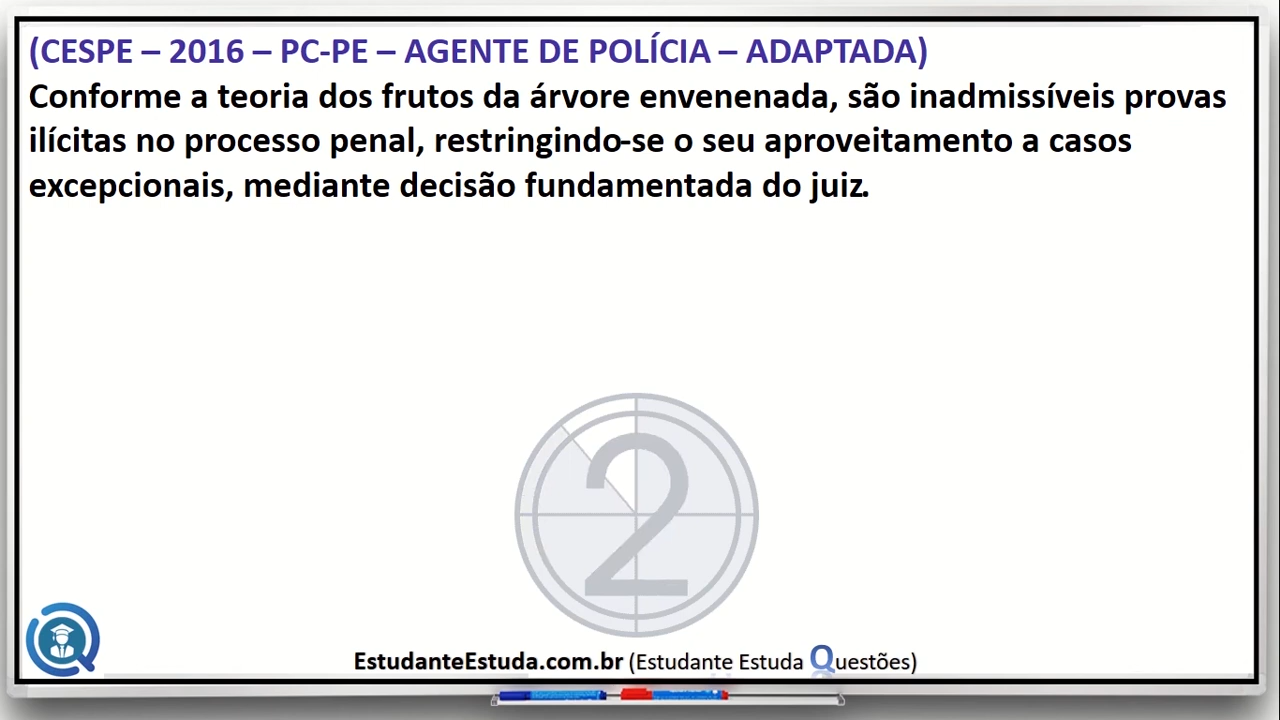 (CESPE – 2016 – PC-PE – AGENTE DE POLÍCIA – ADAPTADA)
Conforme a teoria dos frutos da árvore envenenada, são inadmissíveis provas
ilícitas no processo penal, restringindo-se o seu aproveitamento a casos
excepcionais, mediante decisão fundamentada do juiz.
2
EstudanteEstuda.com.br (Estudante Estuda Questões)